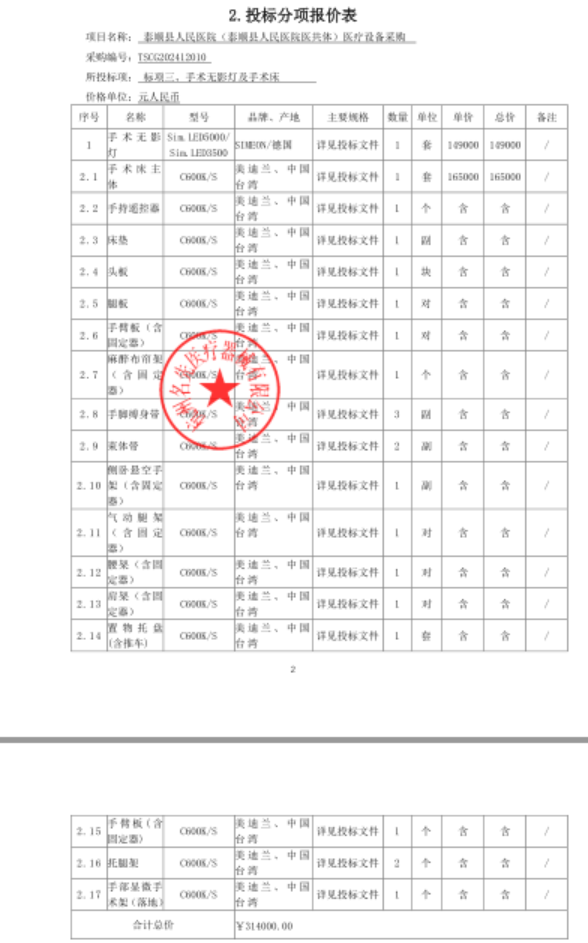 2.投标分项报价表
项目名称： 泰顺县人民医院（泰顺县人民医院医共体）医疗设备采购
采购编号：TSCG202412010
所投标项： 标项三、手术无影灯及手术床
价格单位：元人民币
序号 名称 型号 品牌、产地 主要规格 数量 单位 单价 总价 备注
1 手术无影灯 Sim.LED5000/Sim.LED3500 SIMEON/德国 详见投标文件 1 套 149000 149000 /
2.1 手术床主体 C600K/S 美迪兰、中国台湾 详见投标文件 1 套 165000 165000 /
2.2 手持遥控器 C600K/S 美迪兰、中国台湾 详见投标文件 1 个 含 含 /
2.3 床垫 C600K/S 美迪兰、中国台湾 详见投标文件 1 副 含 含 /
2.4 头板 C600K/S 美迪兰、中国台湾 详见投标文件 1 块 含 含 /
2.5 腿板 C600K/S 美迪兰、中国台湾 详见投标文件 1 对 含 含 /
2.6 手臂板（含固定器） C600K/S 美迪兰、中国台湾 详见投标文件 1 对 含 含 /
2.7 麻醉布帘架（含固定器） C600K/S 美迪兰、中国台湾 详见投标文件 1 个 含 含 /
2.8 手脚缚身带 C600K/S 美迪兰、中国台湾 详见投标文件 3 副 含 含 /
2.9 束体带 C600K/S 美迪兰、中国台湾 详见投标文件 2 副 含 含 /
2.10 侧卧悬空手架（含固定器） C600K/S 美迪兰、中国台湾 详见投标文件 1 副 含 含 /
2.11 气动腿架（含固定器） C600K/S 美迪兰、中国台湾 详见投标文件 1 对 含 含 /
2.12 腰架（含固定器） C600K/S 美迪兰、中国台湾 详见投标文件 1 对 含 含 /
2.13 肩架（含固定器） C600K/S 美迪兰、中国台湾 详见投标文件 1 对 含 含 /
2.14 置物托盘(含推车) C600K/S 美迪兰、中国台湾 详见投标文件 1 套 含 含 /
2
2.15 手臂板(含固定器) C600K/S 美迪兰、中国台湾 详见投标文件 1 个 含 含 /
2.16 托腿架 C600K/S 美迪兰、中国台湾 详见投标文件 2 个 含 含 /
2.17 手部显微手术架（落地） C600K/S 美迪兰、中国台湾 详见投标文件 1 个 含 含 /
合计总价 ￥314000.00